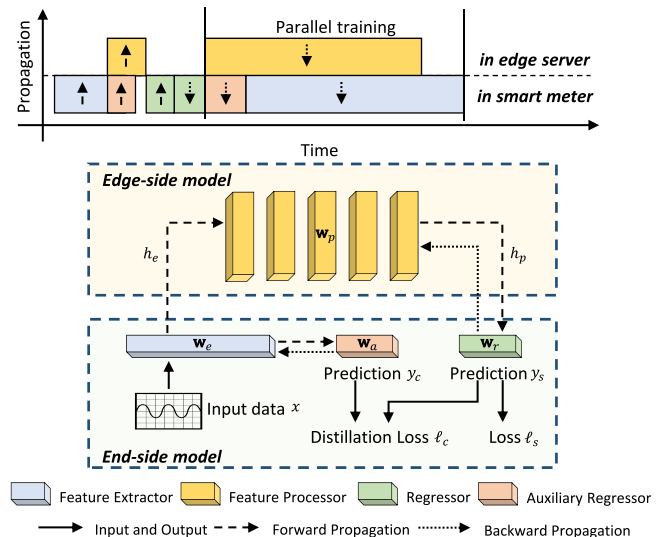 Parallel training
Propagation
in edge server
in smart meter
Time
Edge-side model
w_p
h_e
h_p
w_e
w_a
w_r
Prediction y_c
Prediction y_s
Input data x
Distillation Loss ℓ_c
Loss ℓ_s
End-side model
Feature Extractor
Feature Processor
Regressor
Auxiliary Regressor
Input and Output
Forward Propagation
Backward Propagation